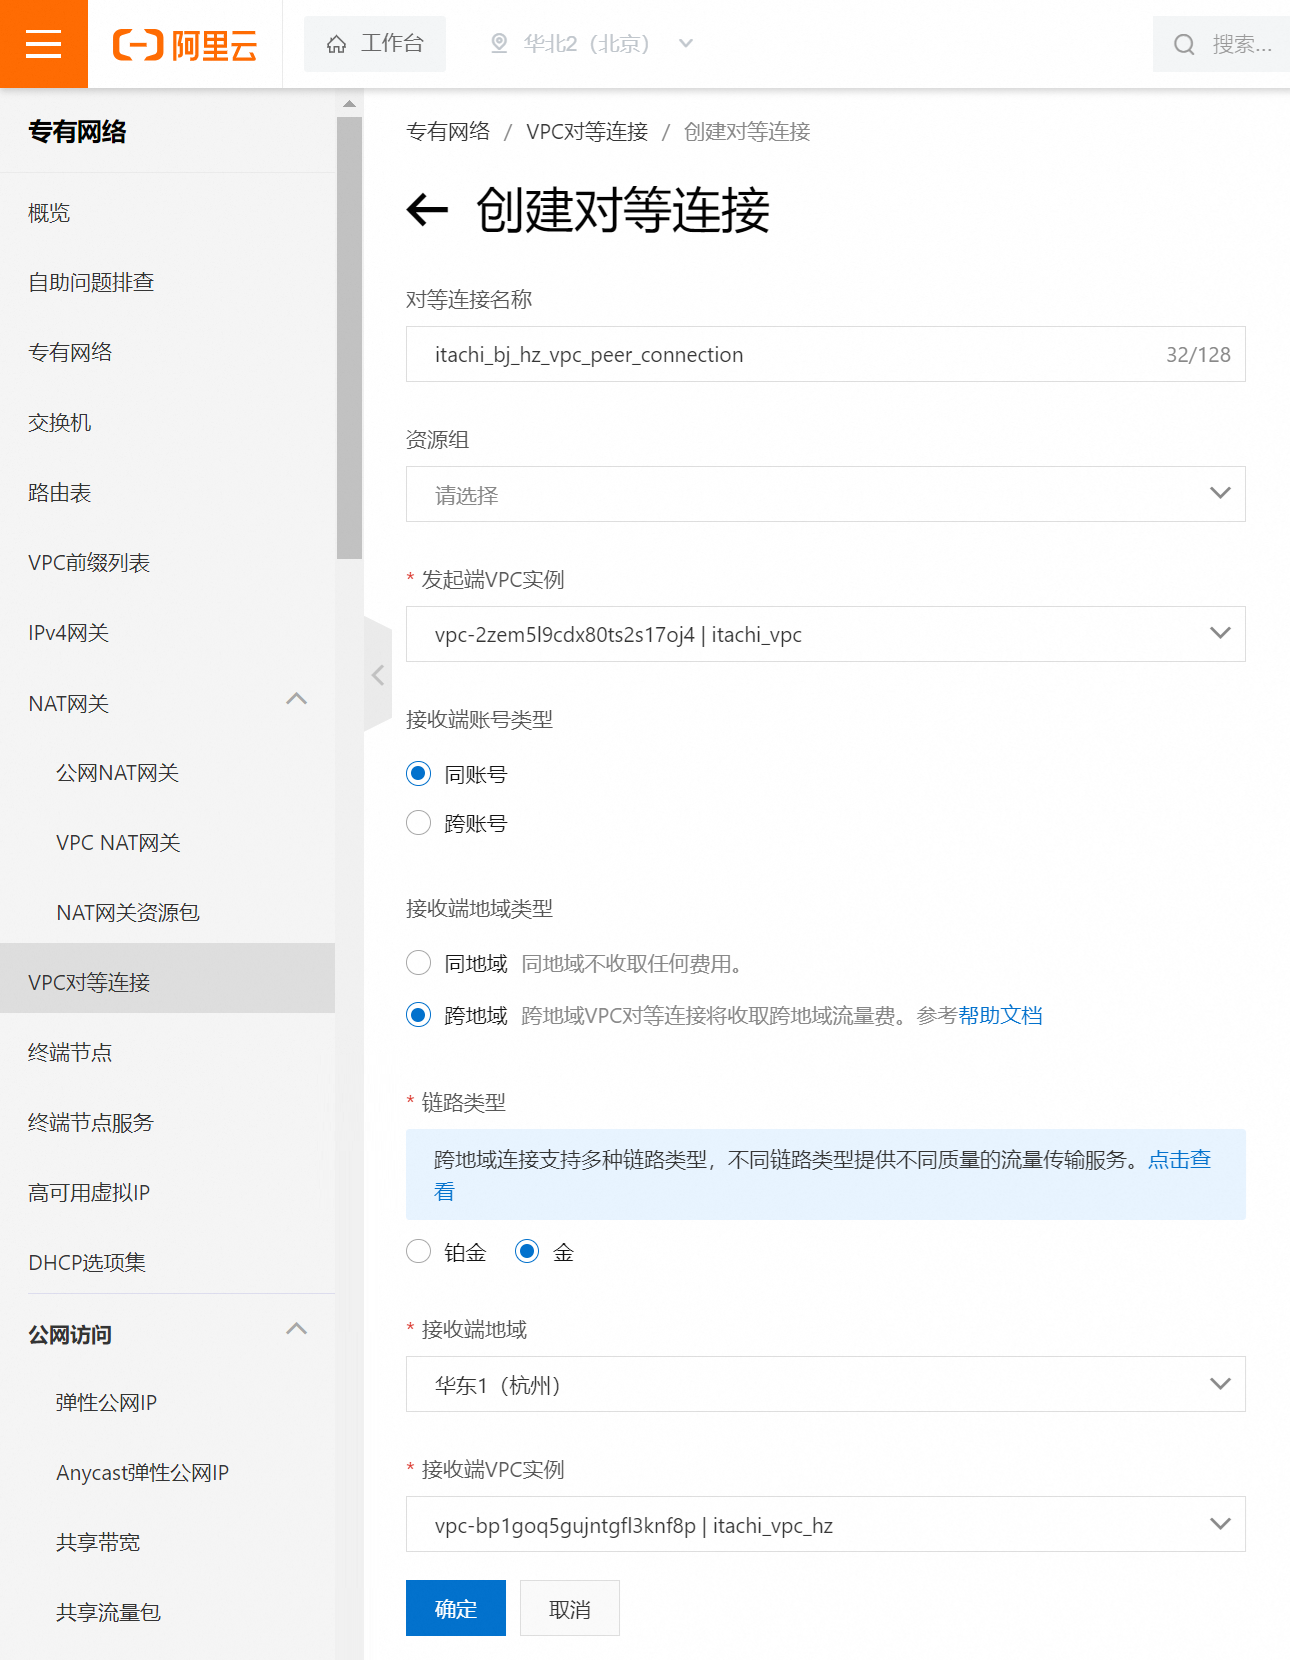 阿里云
工作台
华北2（北京）
搜索...
专有网络
概览
自助问题排查
专有网络
交换机
路由表
VPC前缀列表
IPv4网关
NAT网关
公网NAT网关
VPC NAT网关
NAT网关资源包
VPC对等连接
终端节点
终端节点服务
高可用虚拟IP
DHCP选项集
公网访问
弹性公网IP
Anycast弹性公网IP
共享带宽
共享流量包
专有网络 / VPC对等连接 / 创建对等连接
创建对等连接
对等连接名称
itachi_bj_hz_vpc_peer_connection 32/128
资源组
请选择
* 发起端VPC实例
vpc-2zem5l9cdx80ts2s17oj4 | itachi_vpc
接收端账号类型
同账号
跨账号
接收端地域类型
同地域 同地域不收取任何费用。
跨地域 跨地域VPC对等连接将收取跨地域流量费。参考帮助文档
* 链路类型
跨地域连接支持多种链路类型，不同链路类型提供不同质量的流量传输服务。点击查
看
铂金 金
* 接收端地域
华东1（杭州）
* 接收端VPC实例
vpc-bp1goq5gujntgfl3knf8p | itachi_vpc_hz
确定 取消